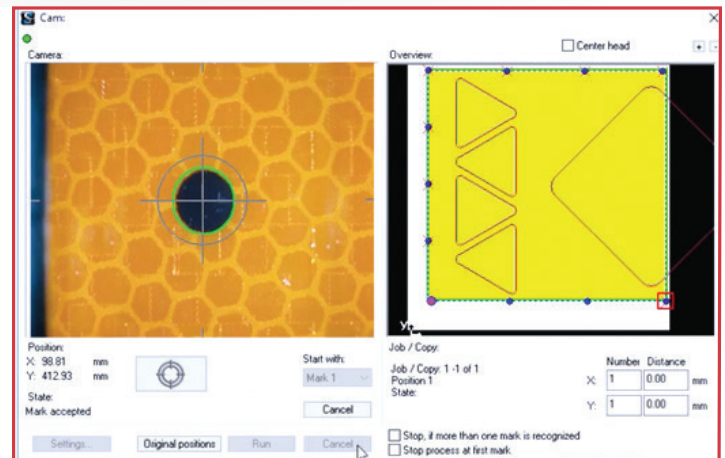 Cam:
Camera:
Overview:
Center head
+ -
Y
Position:
X: 98.81 mm
Y: 412.93 mm
State:
Mark accepted
Start with:
Mark 1
Cancel
Settings...
Original positions
Run
Cancel
Job / Copy:
Job / Copy: 1 -1 of 1
Position 1
State:
Number Distance
X: 1 0.00 mm
Y: 1 0.00 mm
Stop, if more than one mark is recognized
Stop process at first mark